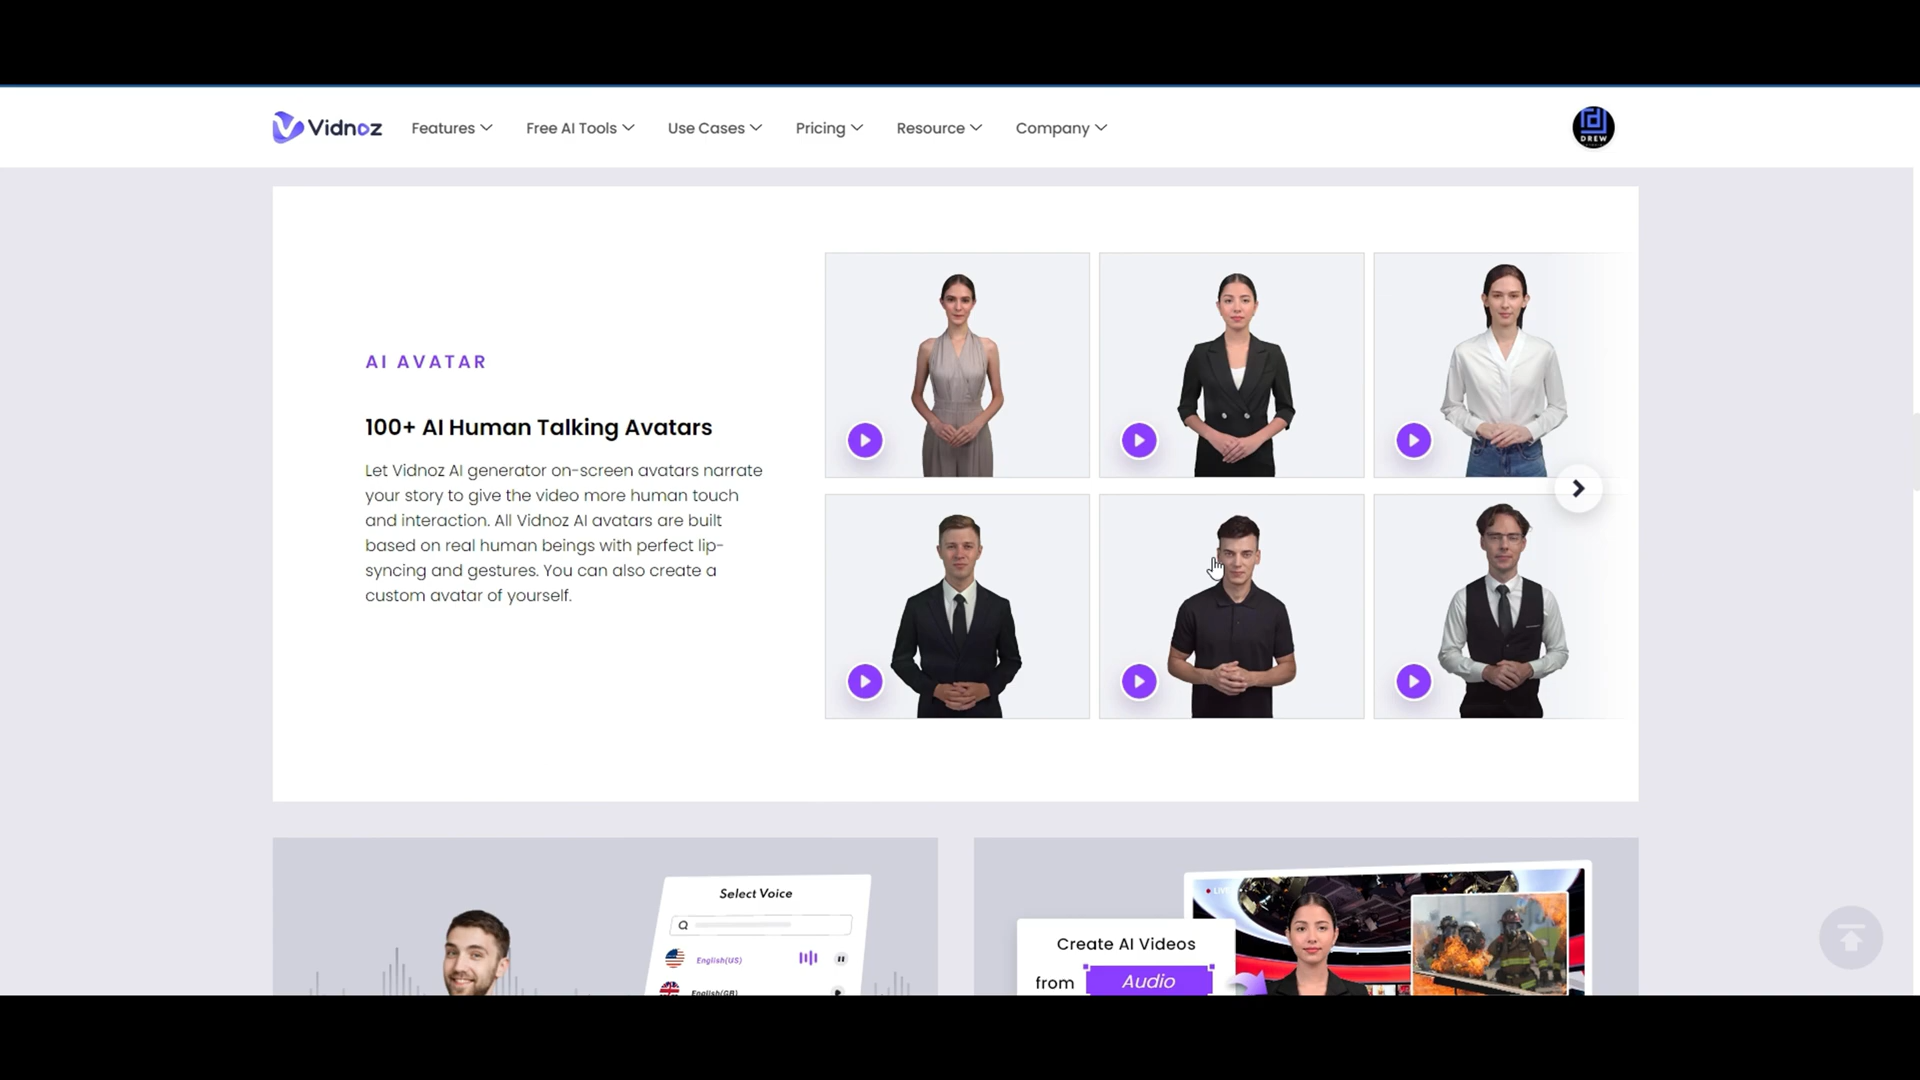 Vidnoz
Features
Free AI Tools
Use Cases
Pricing
Resource
Company
DREW
AI AVATAR
100+ AI Human Talking Avatars
Let Vidnoz AI generator on-screen avatars narrate
your story to give the video more human touch
and interaction. All Vidnoz AI avatars are built
based on real human beings with perfect lip-
syncing and gestures. You can also create a
custom avatar of yourself.
Select Voice
English(US)
English(GB)
LIVE
Create AI Videos
from Audio